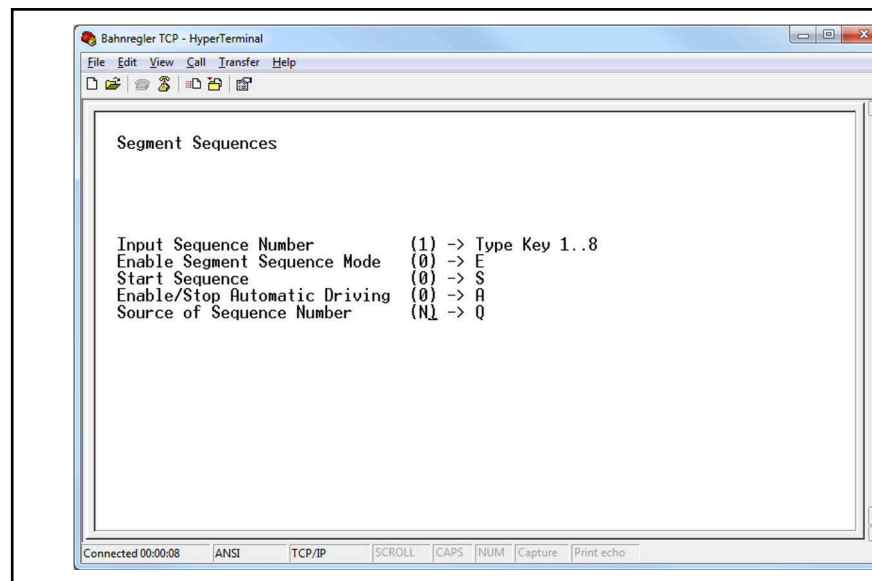 Bahnregler TCP - HyperTerminal
File Edit View Call Transfer Help
Segment Sequences
Input Sequence Number (1) -> Type Key 1..8
Enable Segment Sequence Mode (0) -> E
Start Sequence (0) -> S
Enable/Stop Automatic Driving (0) -> A
Source of Sequence Number (N) -> Q
Connected 00:00:08 ANSI TCP/IP SCROLL CAPS NUM Capture Print echo